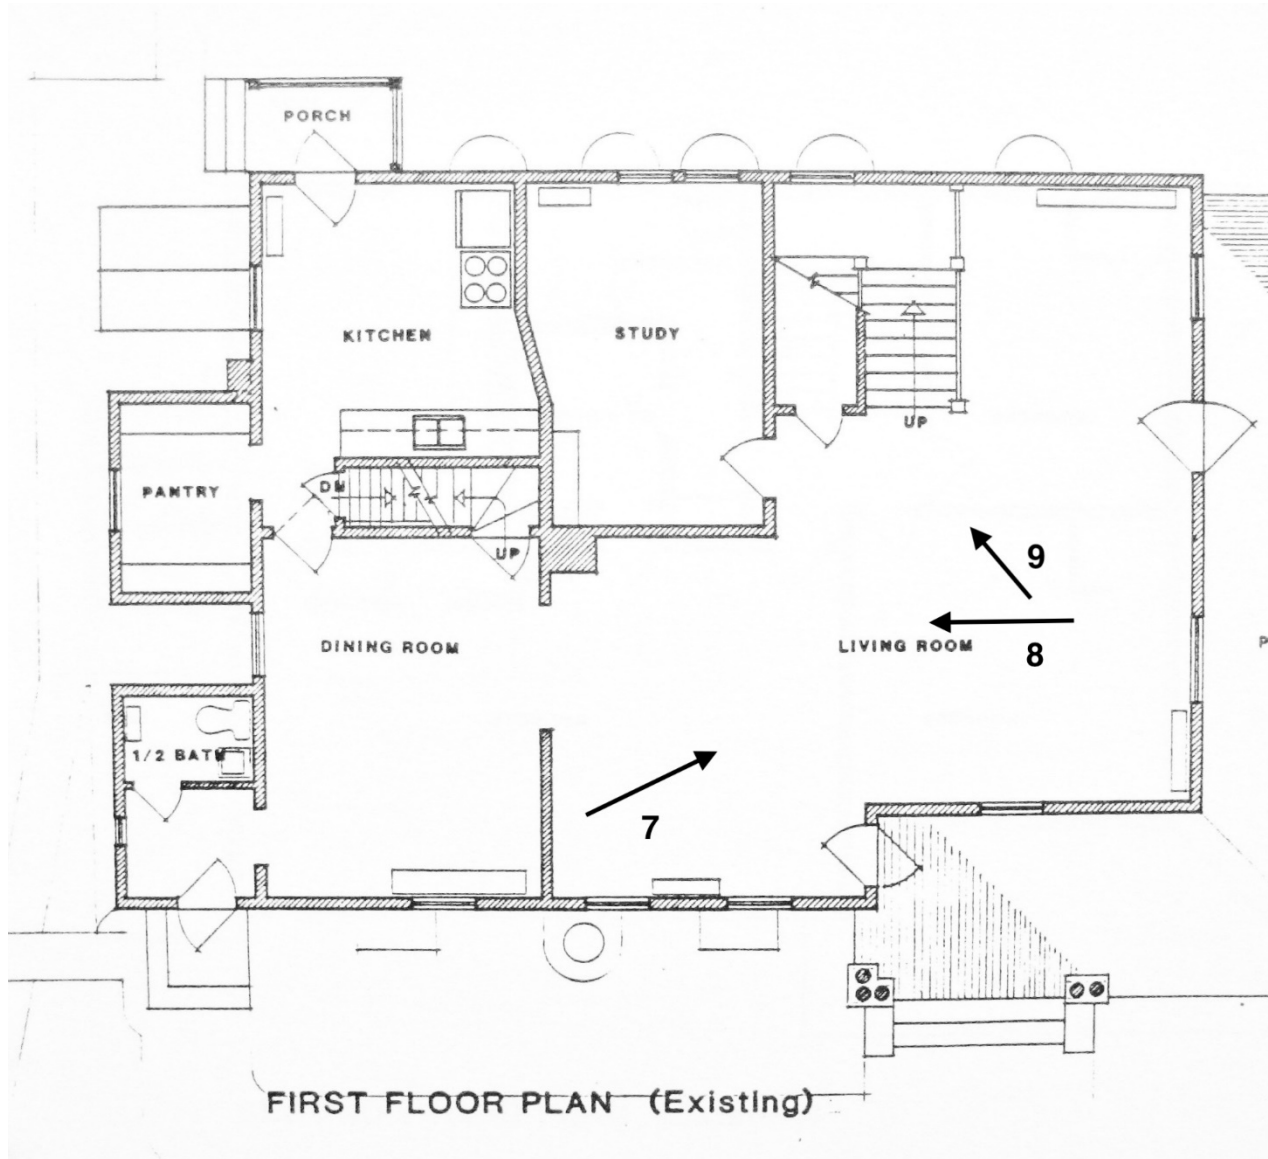 PORCH
KITCHEN
STUDY
UP
PANTRY
DN
UP
9
DINING ROOM
LIVING ROOM
8
1/2 BATH
7
FIRST FLOOR PLAN (Existing)
P